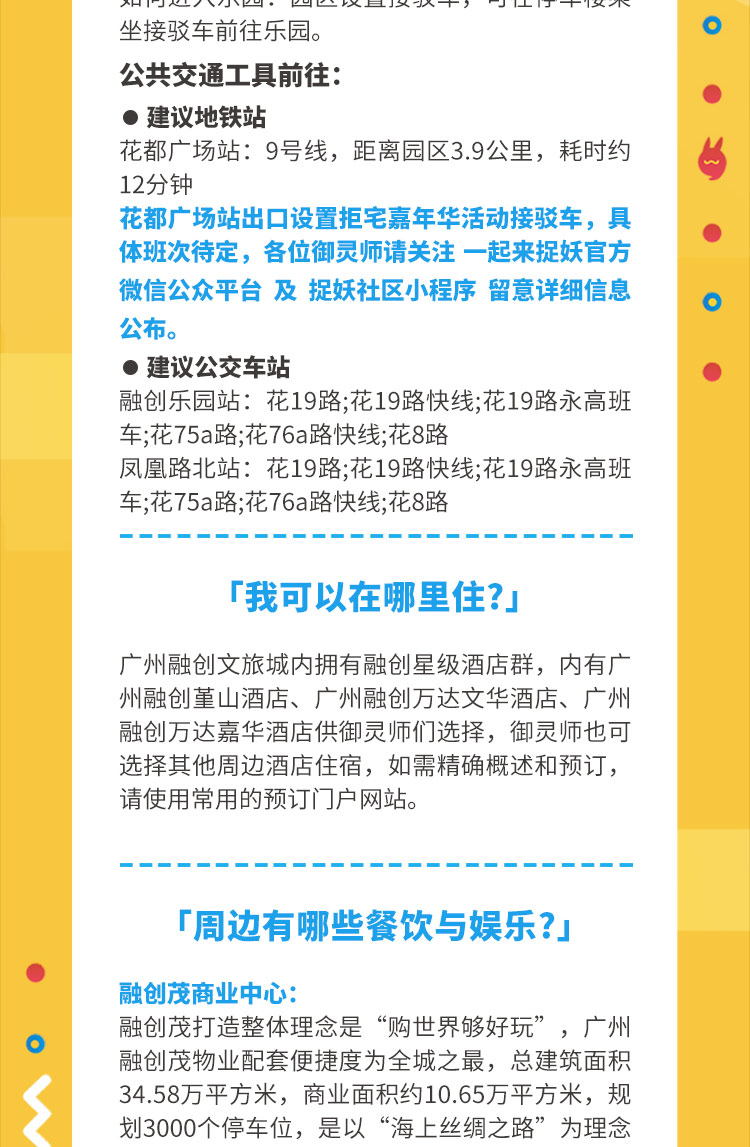 如何进入乐园：园区设置接驳车，可在停车楼乘
坐接驳车前往乐园。
公共交通工具前往：
● 建议地铁站
花都广场站：9号线，距离园区3.9公里，耗时约
12分钟
花都广场站出口设置拒宅嘉年华活动接驳车，具
体班次待定，各位御灵师请关注 一起来捉妖官方
微信公众平台 及 捉妖社区小程序 留意详细信息
公布。
● 建议公交车站
融创乐园站：花19路;花19路快线;花19路永高班
车;花75a路;花76a路快线;花8路
凤凰路北站：花19路;花19路快线;花19路永高班
车;花75a路;花76a路快线;花8路
「我可以在哪里住?」
广州融创文旅城内拥有融创星级酒店群，内有广
州融创堇山酒店、广州融创万达文华酒店、广州
融创万达嘉华酒店供御灵师们选择，御灵师也可
选择其他周边酒店住宿，如需精确概述和预订，
请使用常用的预订门户网站。
「周边有哪些餐饮与娱乐?」
融创茂商业中心：
融创茂打造整体理念是“购世界够好玩”，广州
融创茂物业配套便捷度为全城之最，总建筑面积
34.58万平方米，商业面积约10.65万平方米，规
划3000个停车位，是以“海上丝绸之路”为理念